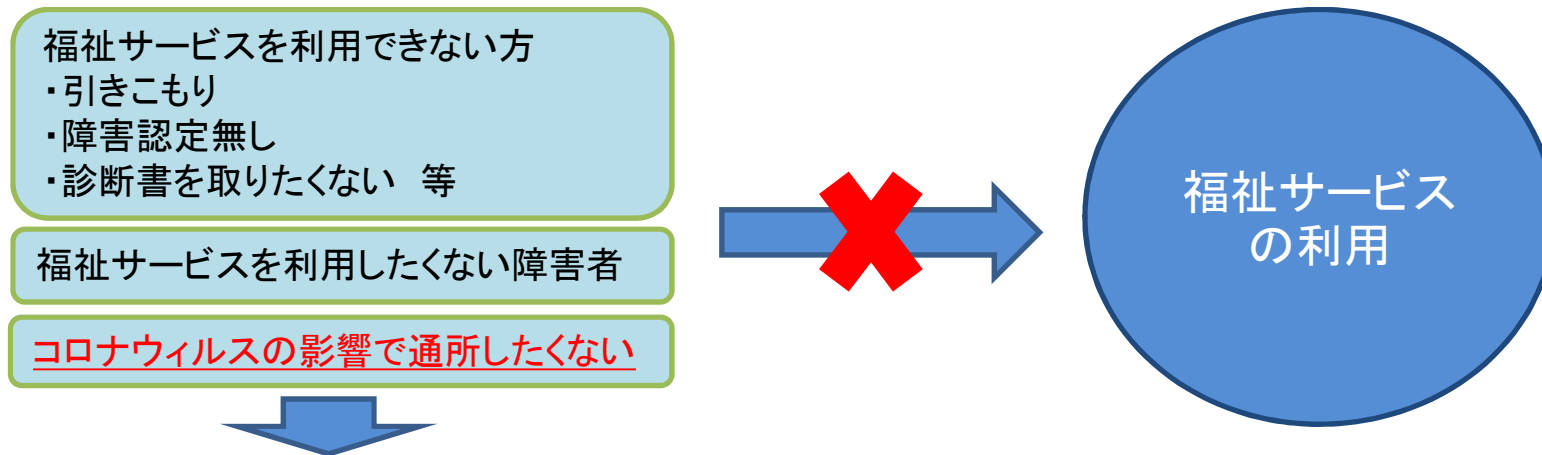 福祉サービスを利用できない方
・引きこもり
・障害認定無し
・診断書を取りたくない　等
福祉サービスを利用したくない障害者
コロナウィルスの影響で通所したくない
福祉サービス
の利用